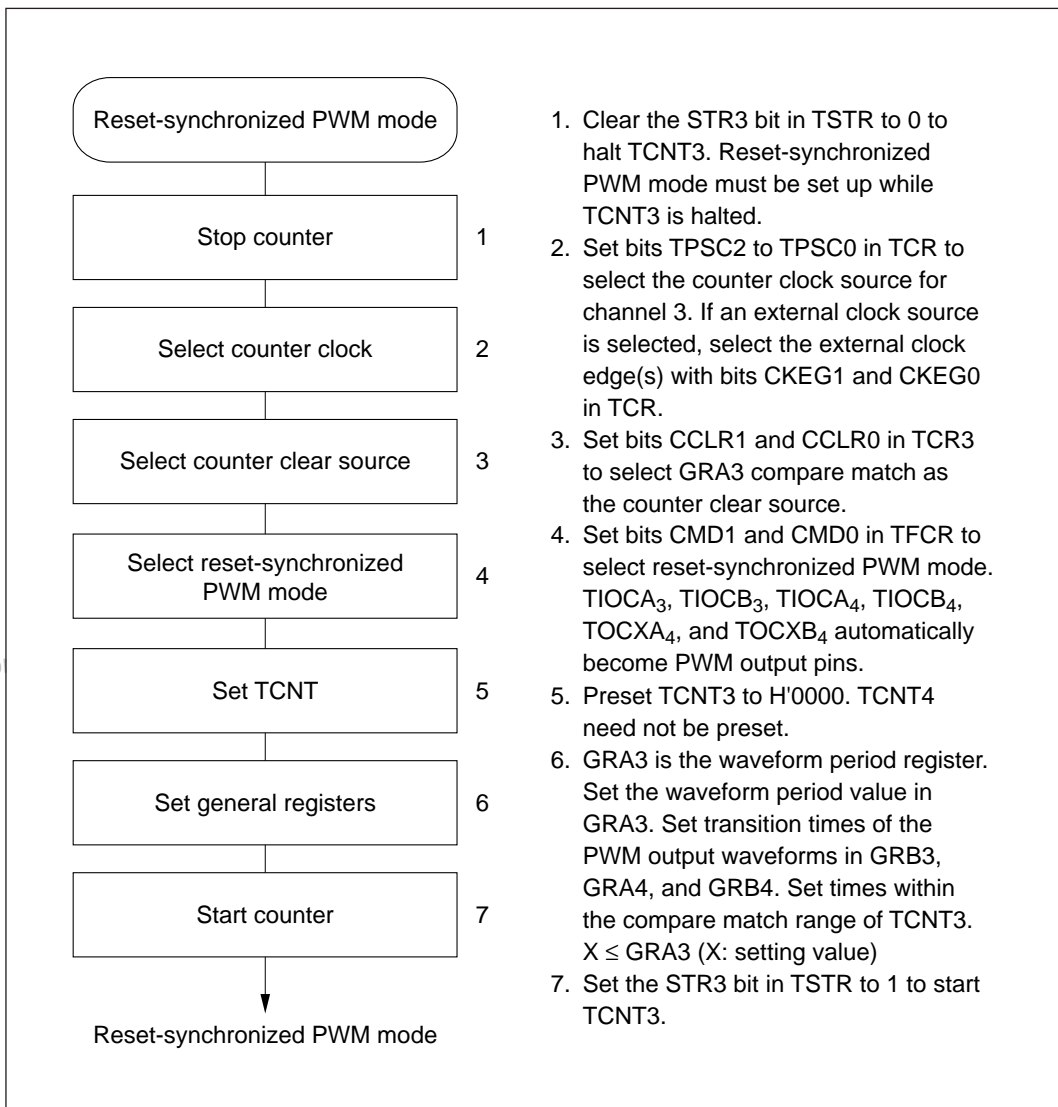 Reset-synchronized PWM mode
Stop counter 1
Select counter clock 2
Select counter clear source 3
Select reset-synchronized
PWM mode 4
Set TCNT 5
Set general registers 6
Start counter 7
Reset-synchronized PWM mode
1. Clear the STR3 bit in TSTR to 0 to
halt TCNT3. Reset-synchronized
PWM mode must be set up while
TCNT3 is halted.
2. Set bits TPSC2 to TPSC0 in TCR to
select the counter clock source for
channel 3. If an external clock source
is selected, select the external clock
edge(s) with bits CKEG1 and CKEG0
in TCR.
3. Set bits CCLR1 and CCLR0 in TCR3
to select GRA3 compare match as
the counter clear source.
4. Set bits CMD1 and CMD0 in TFCR to
select reset-synchronized PWM mode.
TIOCA₃, TIOCB₃, TIOCA₄, TIOCB₄,
TOCXA₄, and TOCXB₄ automatically
become PWM output pins.
5. Preset TCNT3 to H'0000. TCNT4
need not be preset.
6. GRA3 is the waveform period register.
Set the waveform period value in
GRA3. Set transition times of the
PWM output waveforms in GRB3,
GRA4, and GRB4. Set times within
the compare match range of TCNT3.
X ≤ GRA3 (X: setting value)
7. Set the STR3 bit in TSTR to 1 to start
TCNT3.